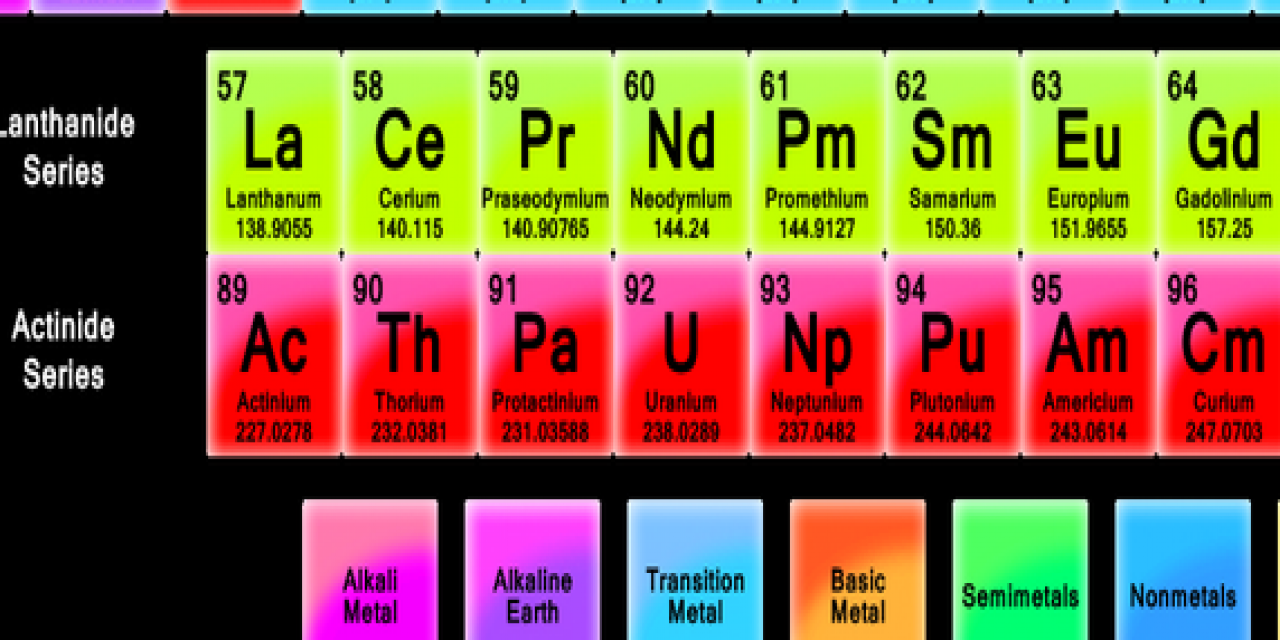 57 58 59 60 61 62 63 64
Lanthanide La Ce Pr Nd Pm Sm Eu Gd
Series
Lanthanum Cerium Praseodymium Neodymium Promethium Samarium Europium Gadolinium
138.9055 140.115 140.90765 144.24 144.9127 150.36 151.9655 157.25
89 90 91 92 93 94 95 96
Actinide Ac Th Pa U Np Pu Am Cm
Series
Actinium Thorium Protactinium Uranium Neptunium Plutonium Americium Curium
227.0278 232.0381 231.03588 238.0289 237.0482 244.0642 243.0614 247.0703
Alkali Alkaline Transition Basic Semimetals Nonmetals
Metal Earth Metal Metal